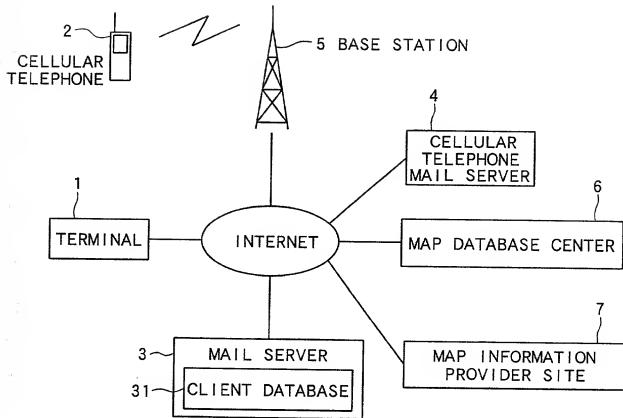 2
CELLULAR
TELEPHONE
5 BASE STATION
4
CELLULAR
TELEPHONE
MAIL SERVER
1
TERMINAL
INTERNET
6
MAP DATABASE CENTER
3
MAIL SERVER
31
CLIENT DATABASE
7
MAP INFORMATION
PROVIDER SITE